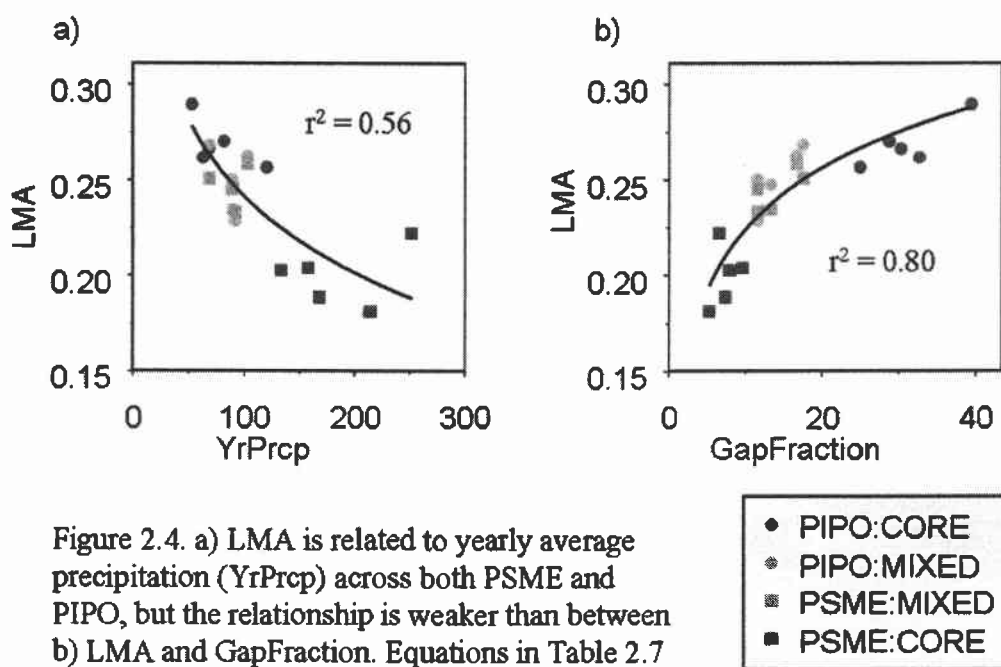 a)
0.30
0.25
0.20
0.15
LMA
r² = 0.56
0
100
200
300
YrPrcp
b)
0.30
0.25
0.20
0.15
LMA
r² = 0.80
0
20
40
GapFraction
Figure 2.4. a) LMA is related to yearly average
precipitation (YrPrcp) across both PSME and
PIPO, but the relationship is weaker than between
b) LMA and GapFraction. Equations in Table 2.7
PIPO:CORE
PIPO:MIXED
PSME:MIXED
PSME:CORE